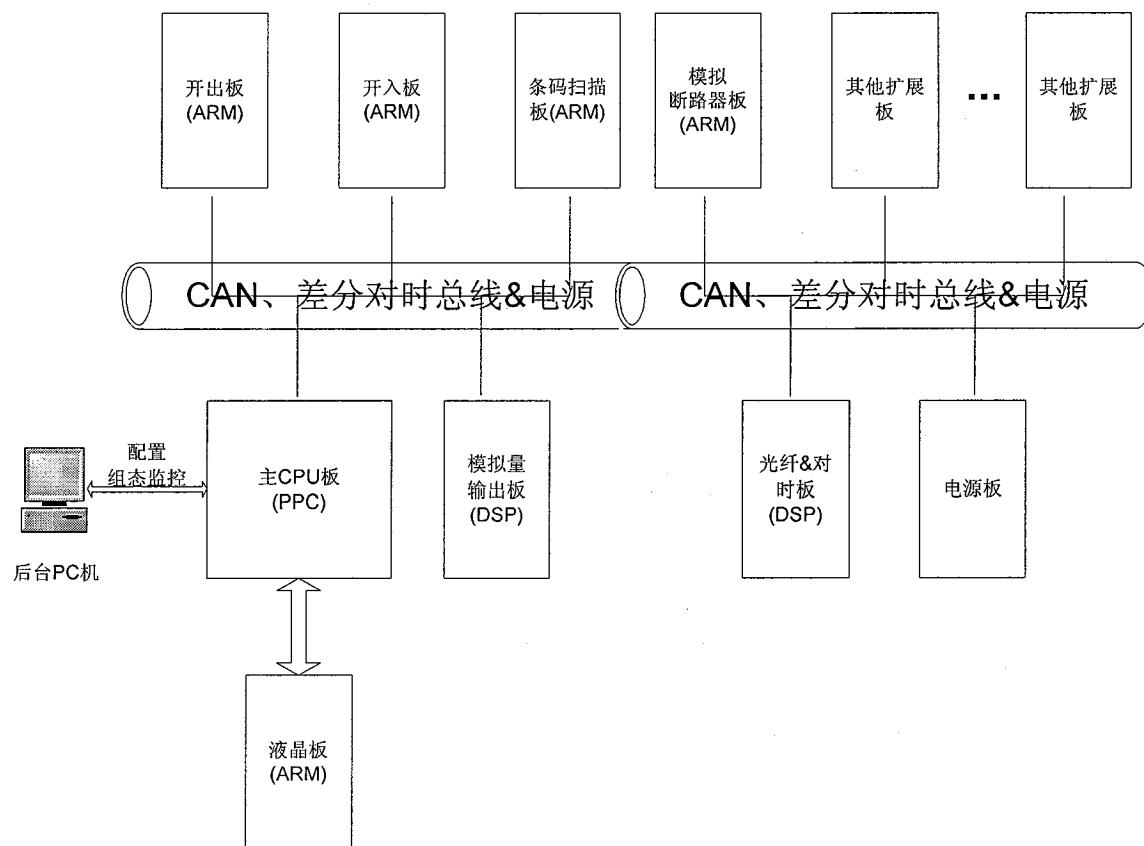 开出板
(ARM)
开入板
(ARM)
条码扫描
板(ARM)
模拟
断路器板
(ARM)
其他扩展
板
...
其他扩展
板
CAN、差分对时总线&电源
CAN、差分对时总线&电源
配置
组态监控
后台PC机
主CPU板
(PPC)
模拟量
输出板
(DSP)
光纤&对
时板
(DSP)
电源板
液晶板
(ARM)